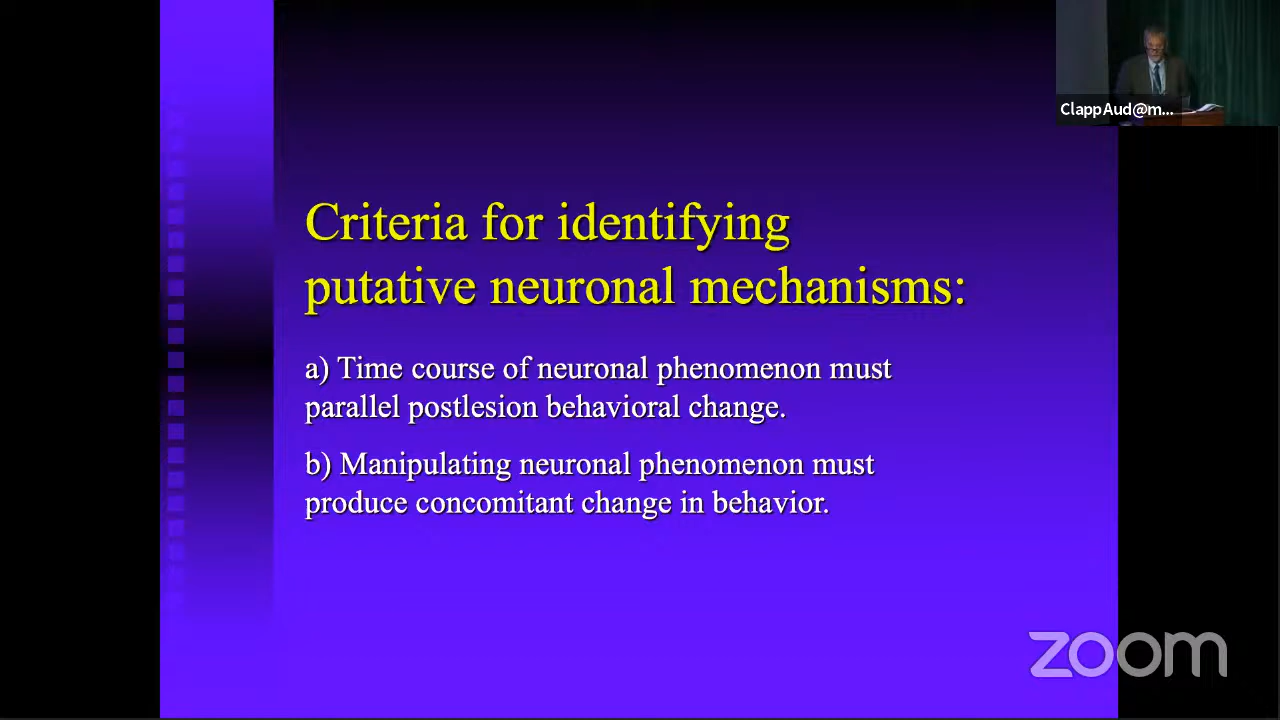 ClappAud@m...
Criteria for identifying
putative neuronal mechanisms:
a) Time course of neuronal phenomenon must
parallel postlesion behavioral change.
b) Manipulating neuronal phenomenon must
produce concomitant change in behavior.
zoom